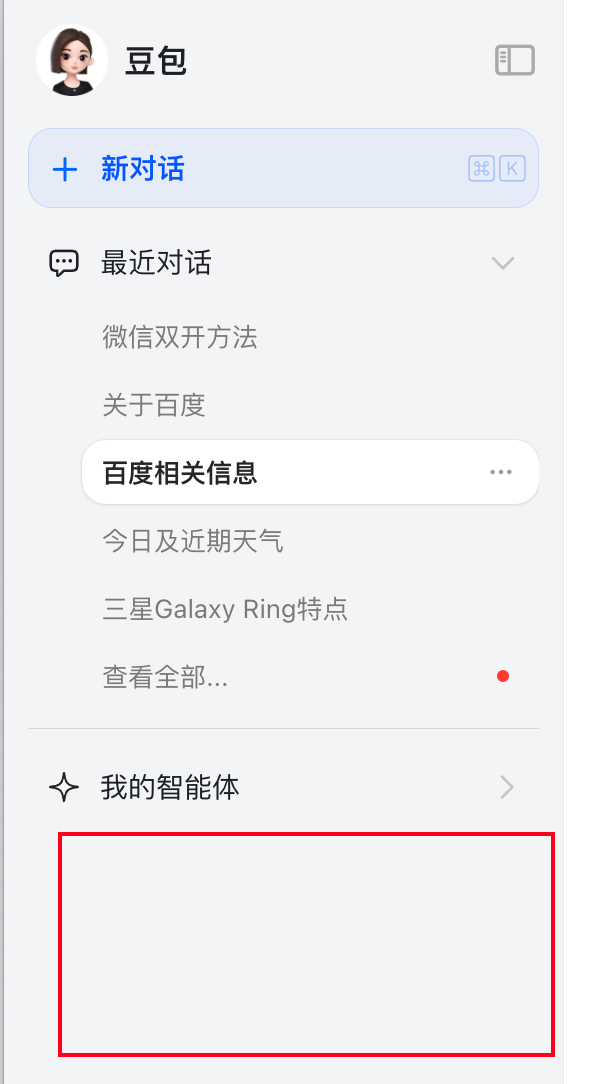 豆包
新对话 ⌘ K
最近对话
微信双开方法
关于百度
百度相关信息
今日及近期天气
三星Galaxy Ring特点
查看全部...
我的智能体